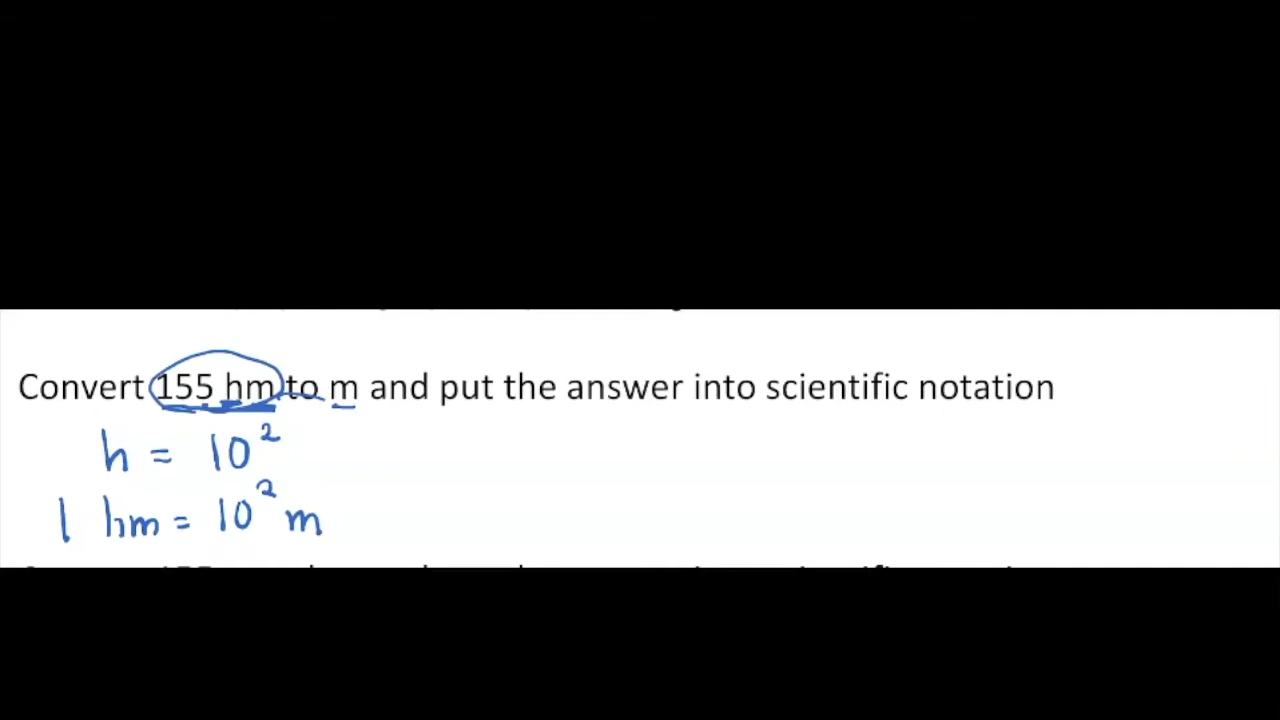 Convert 155 hm to m and put the answer into scientific notation
h = 10²
1 hm = 10² m